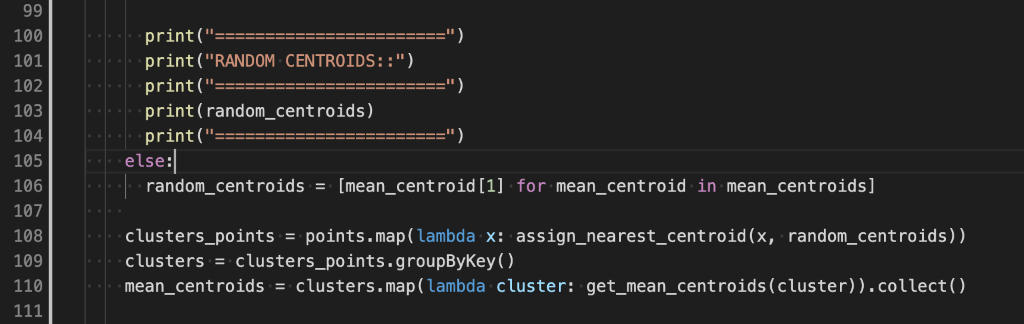 99
100 print("=======================")
101 print("RANDOM CENTROIDS::")
102 print("=======================")
103 print(random_centroids)
104 print("=======================")
105 else:
106 random_centroids = [mean_centroid[1] for mean_centroid in mean_centroids]
107
108 clusters_points = points.map(lambda x: assign_nearest_centroid(x, random_centroids))
109 clusters = clusters_points.groupByKey()
110 mean_centroids = clusters.map(lambda cluster: get_mean_centroids(cluster)).collect()
111